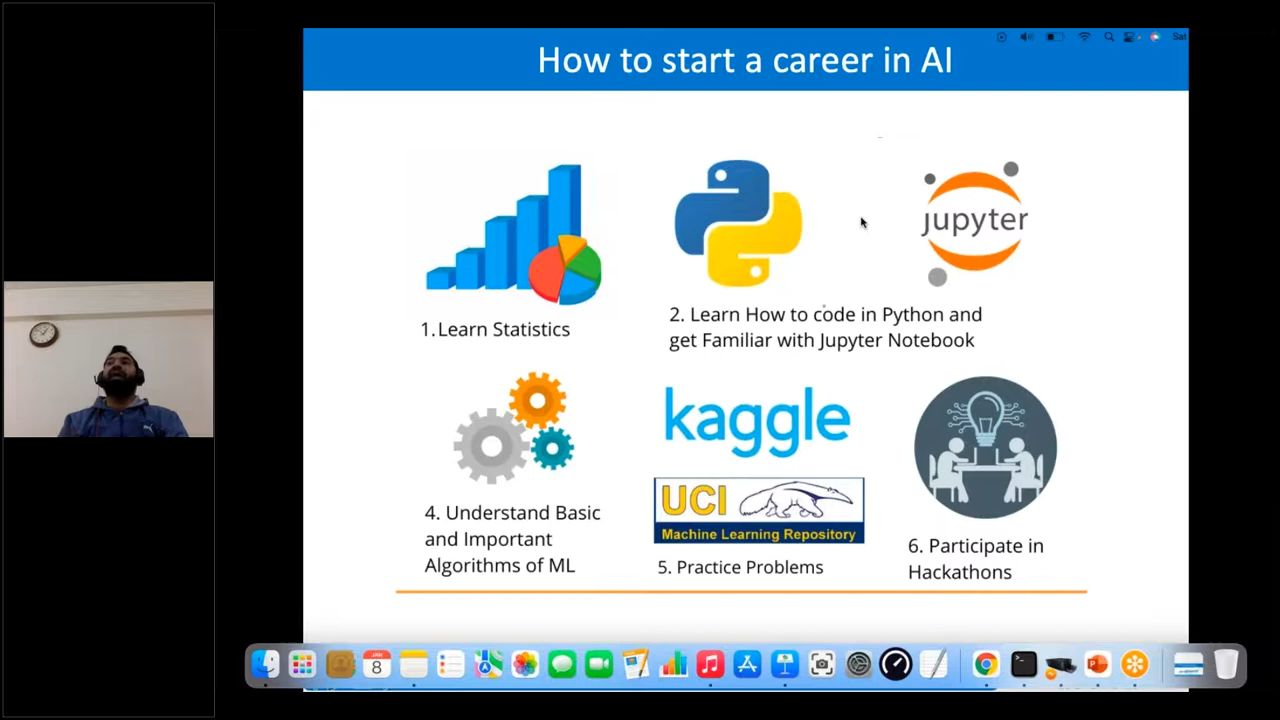 Sat
How to start a career in AI
jupyter
1. Learn Statistics
2. Learn How to code in Python and
get Familiar with Jupyter Notebook
kaggle
UCI
Machine Learning Repository
4. Understand Basic
and Important
Algorithms of ML
5. Practice Problems
6. Participate in
Hackathons
JAN
8